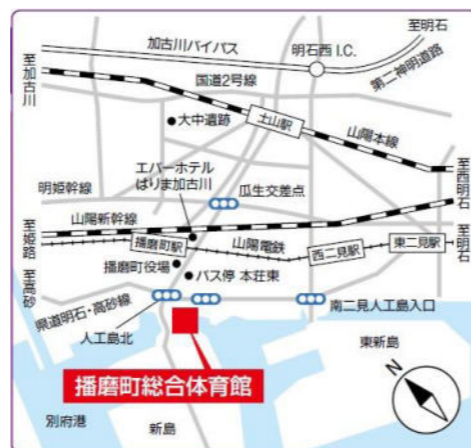 至明石
加古川バイパス
明石西I.C.
第二神明道路
至加古川
国道2号線
大中遺跡
土山駅
山陽本線
至西明石
エバーホテル
はりま加古川
明姫幹線
瓜生交差点
山陽新幹線
至姫路
播磨町駅
山陽電鉄
西二見駅
東二見駅
至明石
播磨町役場
バス停 本荘東
至高砂
県道明石・高砂線
人工島北
南二見人工島入口
東新島
播磨町総合体育館
N
別府港
新島